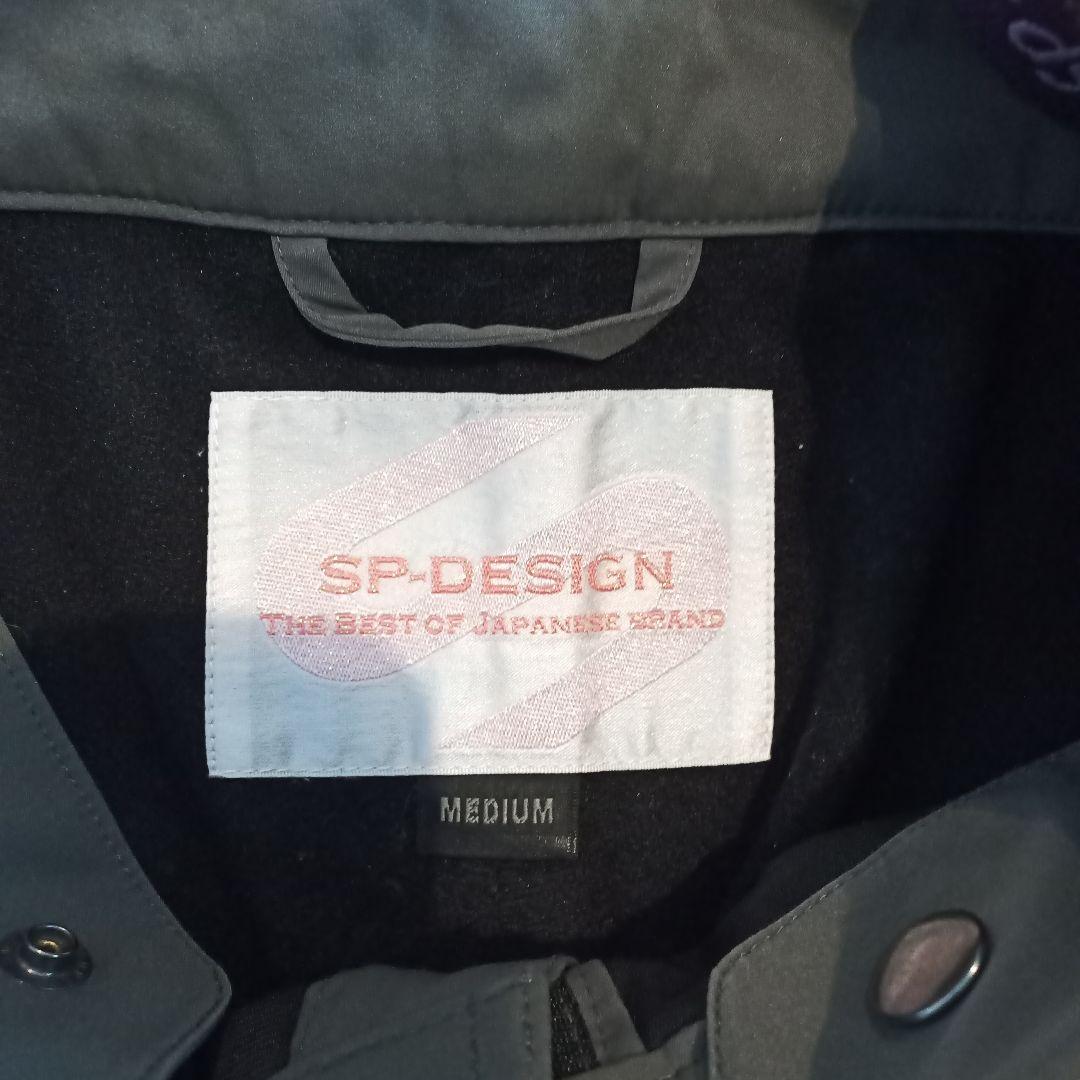 SP-DESIGN
THE BEST OF JAPANESE BRAND
MEDIUM